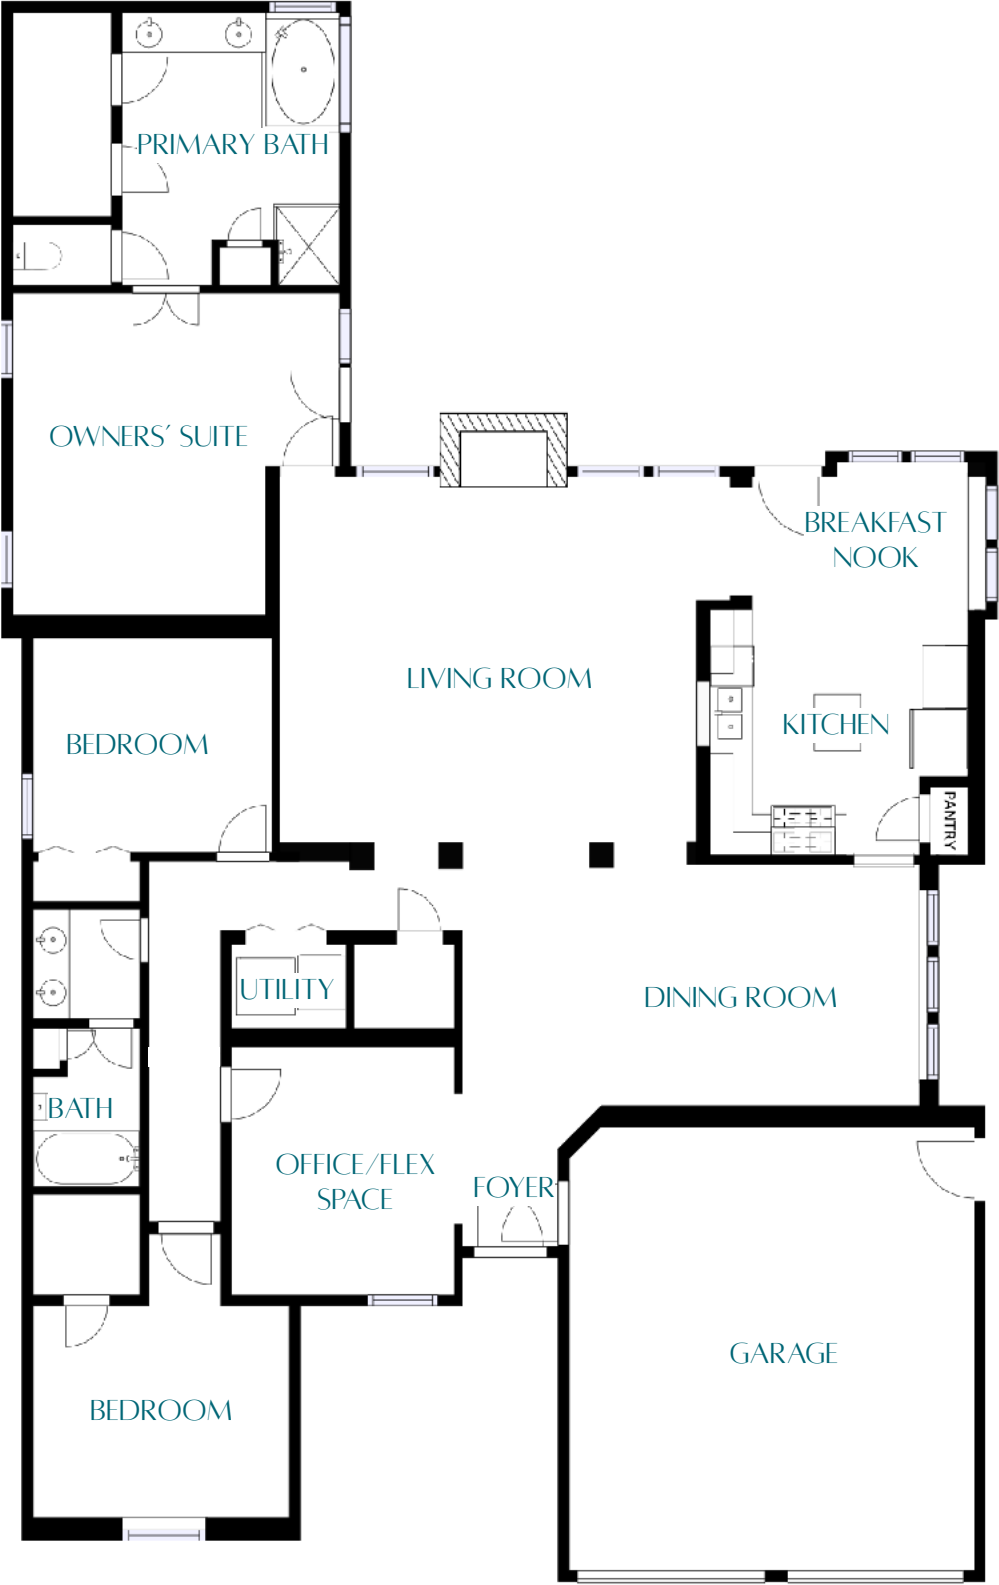 PRIMARY BATH
OWNERS' SUITE
BREAKFAST
NOOK
LIVING ROOM
KITCHEN
BEDROOM
PANTRY
UTILITY
DINING ROOM
BATH
OFFICE/FLEX
SPACE
FOYER
GARAGE
BEDROOM